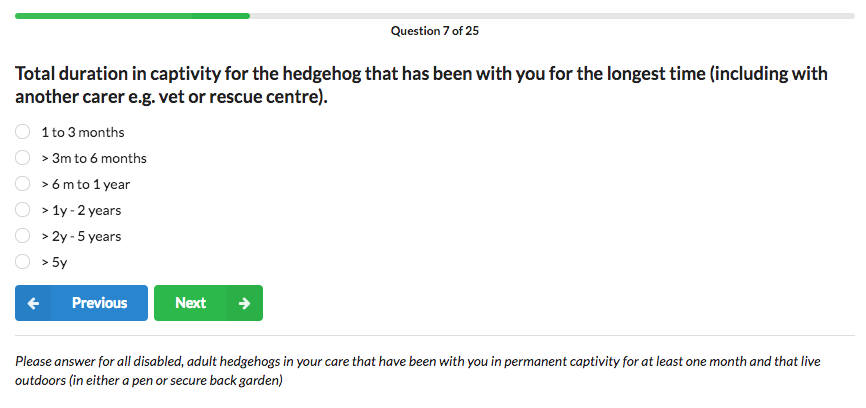 Question 7 of 25
Total duration in captivity for the hedgehog that has been with you for the longest time (including with
another carer e.g. vet or rescue centre).
1 to 3 months
> 3m to 6 months
> 6 m to 1 year
> 1y - 2 years
> 2y - 5 years
> 5y
Previous Next
Please answer for all disabled, adult hedgehogs in your care that have been with you in permanent captivity for at least one month and that live
outdoors (in either a pen or secure back garden)